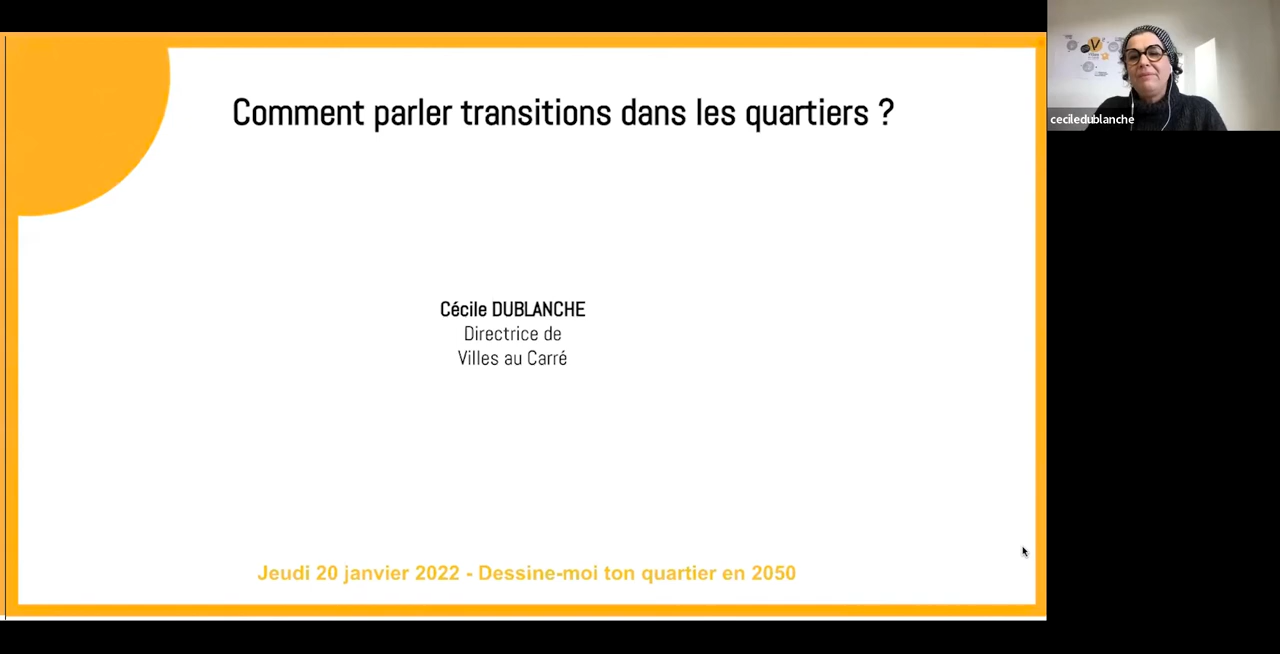 Comment parler transitions dans les quartiers ?
Cécile DUBLANCHE
Directrice de
Villes au Carré
Jeudi 20 janvier 2022 - Dessine-moi ton quartier en 2050
ceciledublanche